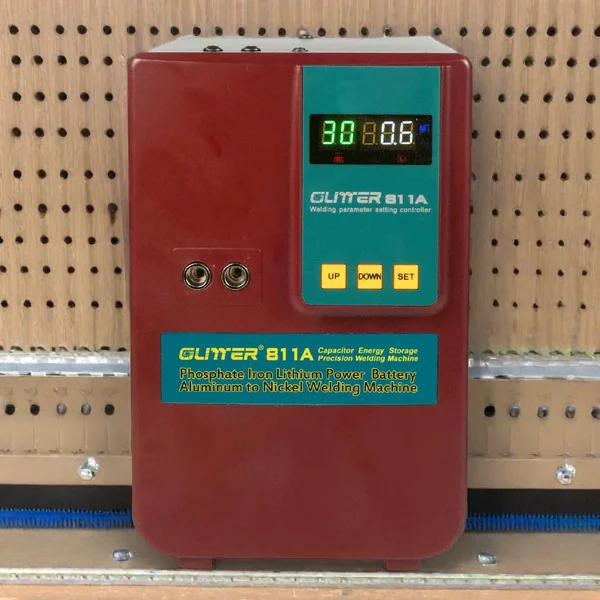 30 0.6
GLITTER 811A
Welding parameter setting controller
UP DOWN SET
GLITTER® 811A Capacitor Energy Storage
Precision Welding Machine
Phosphate Iron Lithium Power Battery
Aluminum to Nickel Welding Machine